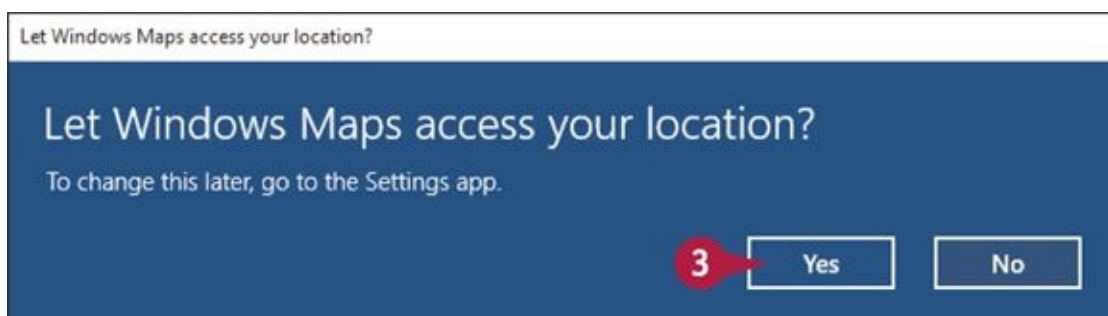 Let Windows Maps access your location?
Let Windows Maps access your location?
To change this later, go to the Settings app.
3 Yes No